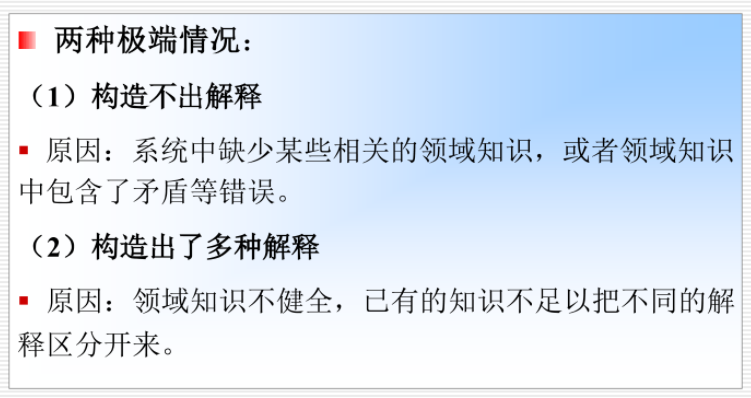 两种极端情况：
（1）构造不出解释
原因：系统中缺少某些相关的领域知识，或者领域知识
中包含了矛盾等错误。
（2）构造出了多种解释
原因：领域知识不健全，已有的知识不足以把不同的解
释区分开来。